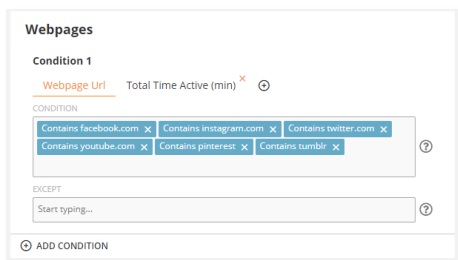 Webpages
Condition 1
Webpage Url Total Time Active (min)
CONDITION
Contains facebook.com Contains instagram.com Contains twitter.com
Contains youtube.com Contains pinterest Contains tumblr
EXCEPT
Start typing...
ADD CONDITION